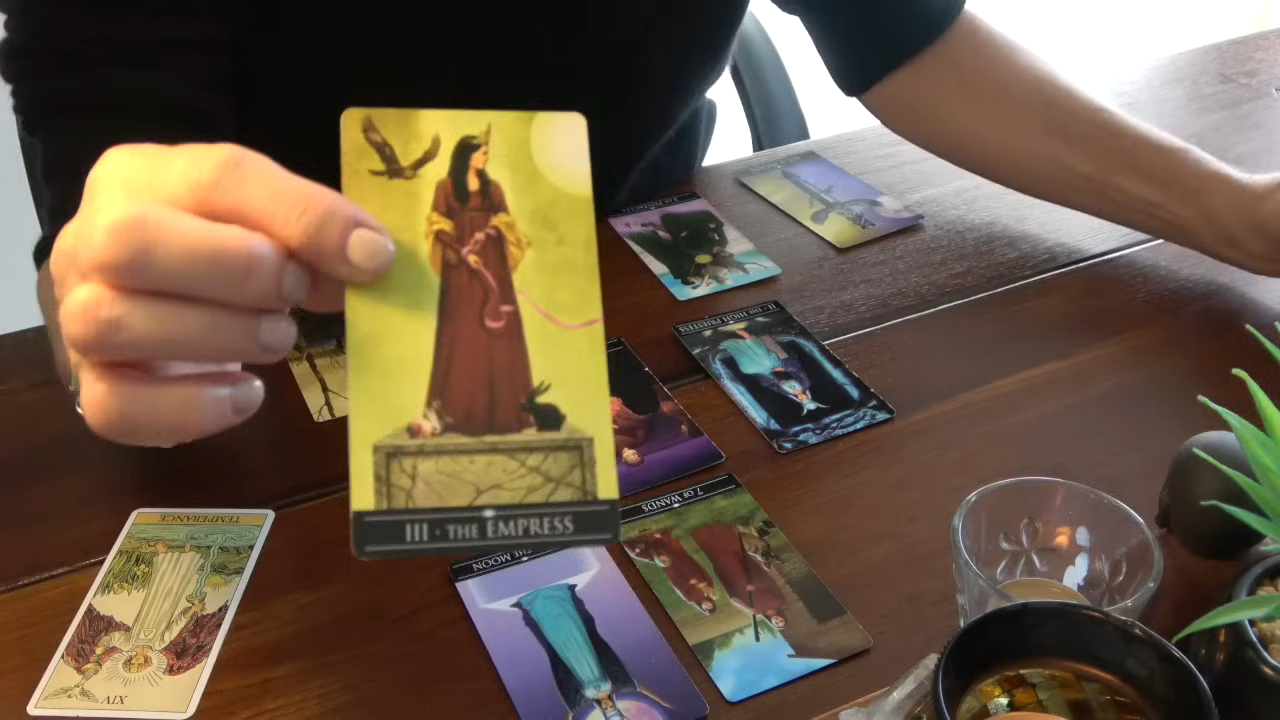 III · THE EMPRESS
II · THE HIGH PRIESTESS
7 OF WANDS
THE MOON
TEMPERANCE
XIV